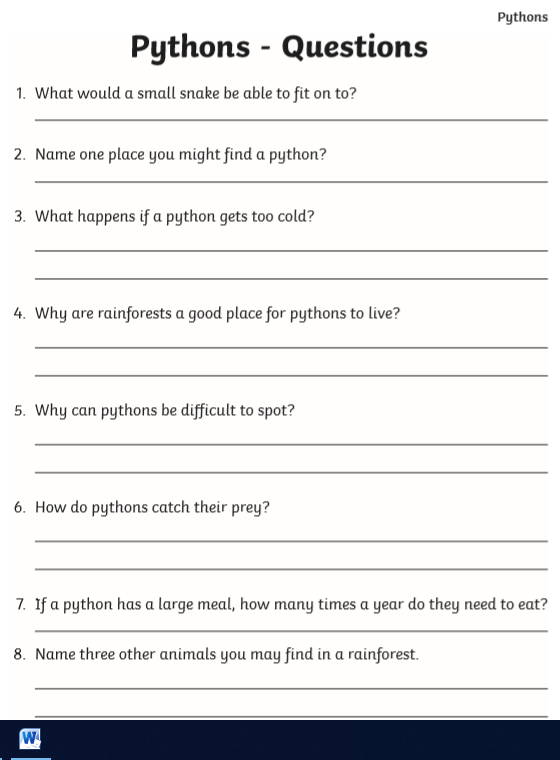 Pythons
Pythons - Questions
1. What would a small snake be able to fit on to?
2. Name one place you might find a python?
3. What happens if a python gets too cold?
4. Why are rainforests a good place for pythons to live?
5. Why can pythons be difficult to spot?
6. How do pythons catch their prey?
7. If a python has a large meal, how many times a year do they need to eat?
8. Name three other animals you may find in a rainforest.
W